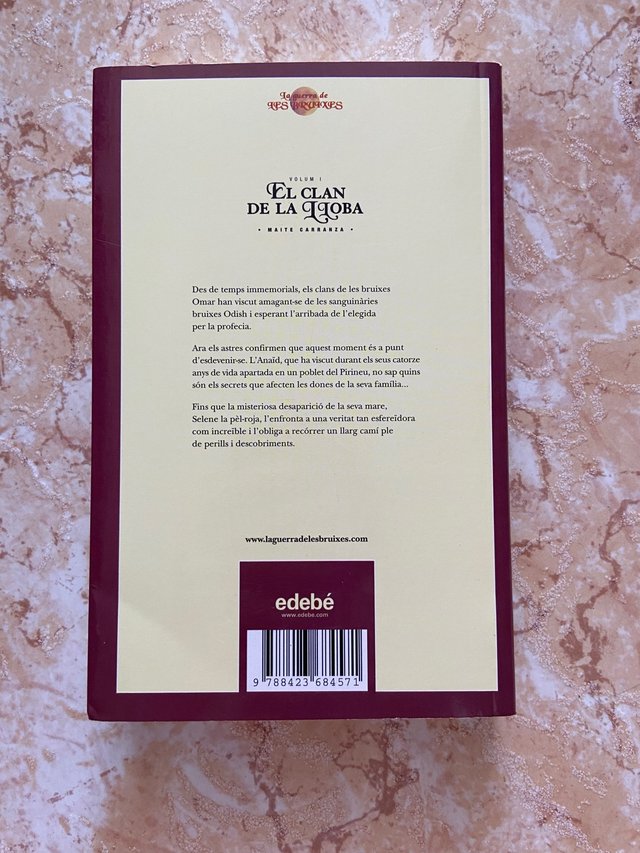 La guerra de
LES BRUIXES
VOLUM I
EL CLAN
DE LA LLOBA
• MAITE CARRANZA •
Des de temps immemorials, els clans de les bruixes
Omar han viscut amagant-se de les sanguinàries
bruixes Odish i esperant l'arribada de l'elegida
per la profecia.
Ara els astres confirmen que aquest moment és a punt
d'esdevenir-se. L'Anaïd, que ha viscut durant els seus catorze
anys de vida apartada en un poblet del Pirineu, no sap quins
són els secrets que afecten les dones de la seva família...
Fins que la misteriosa desaparició de la seva mare,
Selene la pèl-roja, l'enfronta a una veritat tan esfereïdora
com increïble i l'obliga a recórrer un llarg camí ple
de perills i descobriments.
www.laguerradelesbruixes.com
edebé
www.edebe.com
9 788423 684571